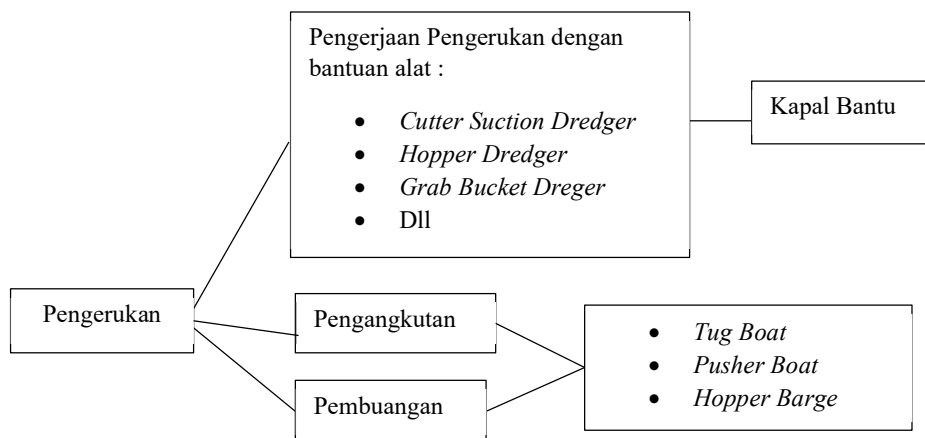 Pengerjaan Pengerukan dengan
bantuan alat :
• Cutter Suction Dredger
• Hopper Dredger
• Grab Bucket Dreger
• Dll
Kapal Bantu
Pengerukan
Pengangkutan
Pembuangan
• Tug Boat
• Pusher Boat
• Hopper Barge